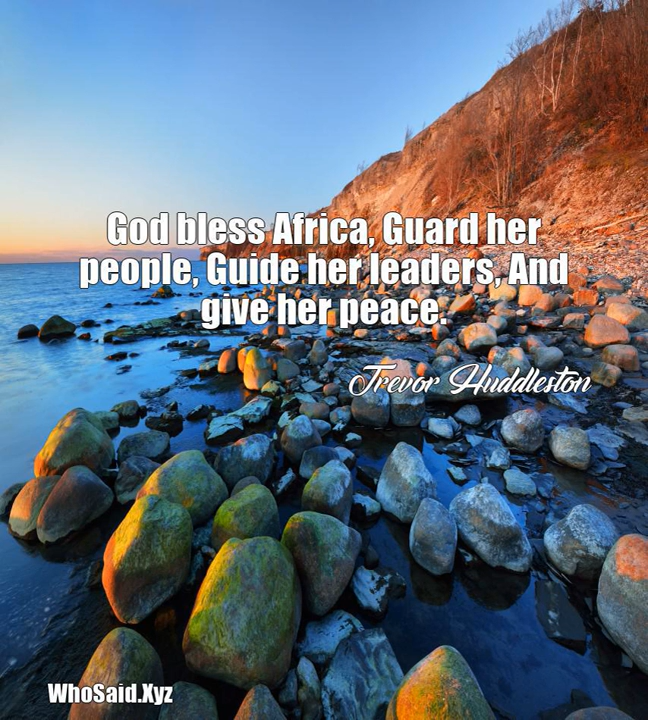 God bless Africa, Guard her
people, Guide her leaders, And
give her peace.
Trevor Huddleston
WhoSaid.Xyz